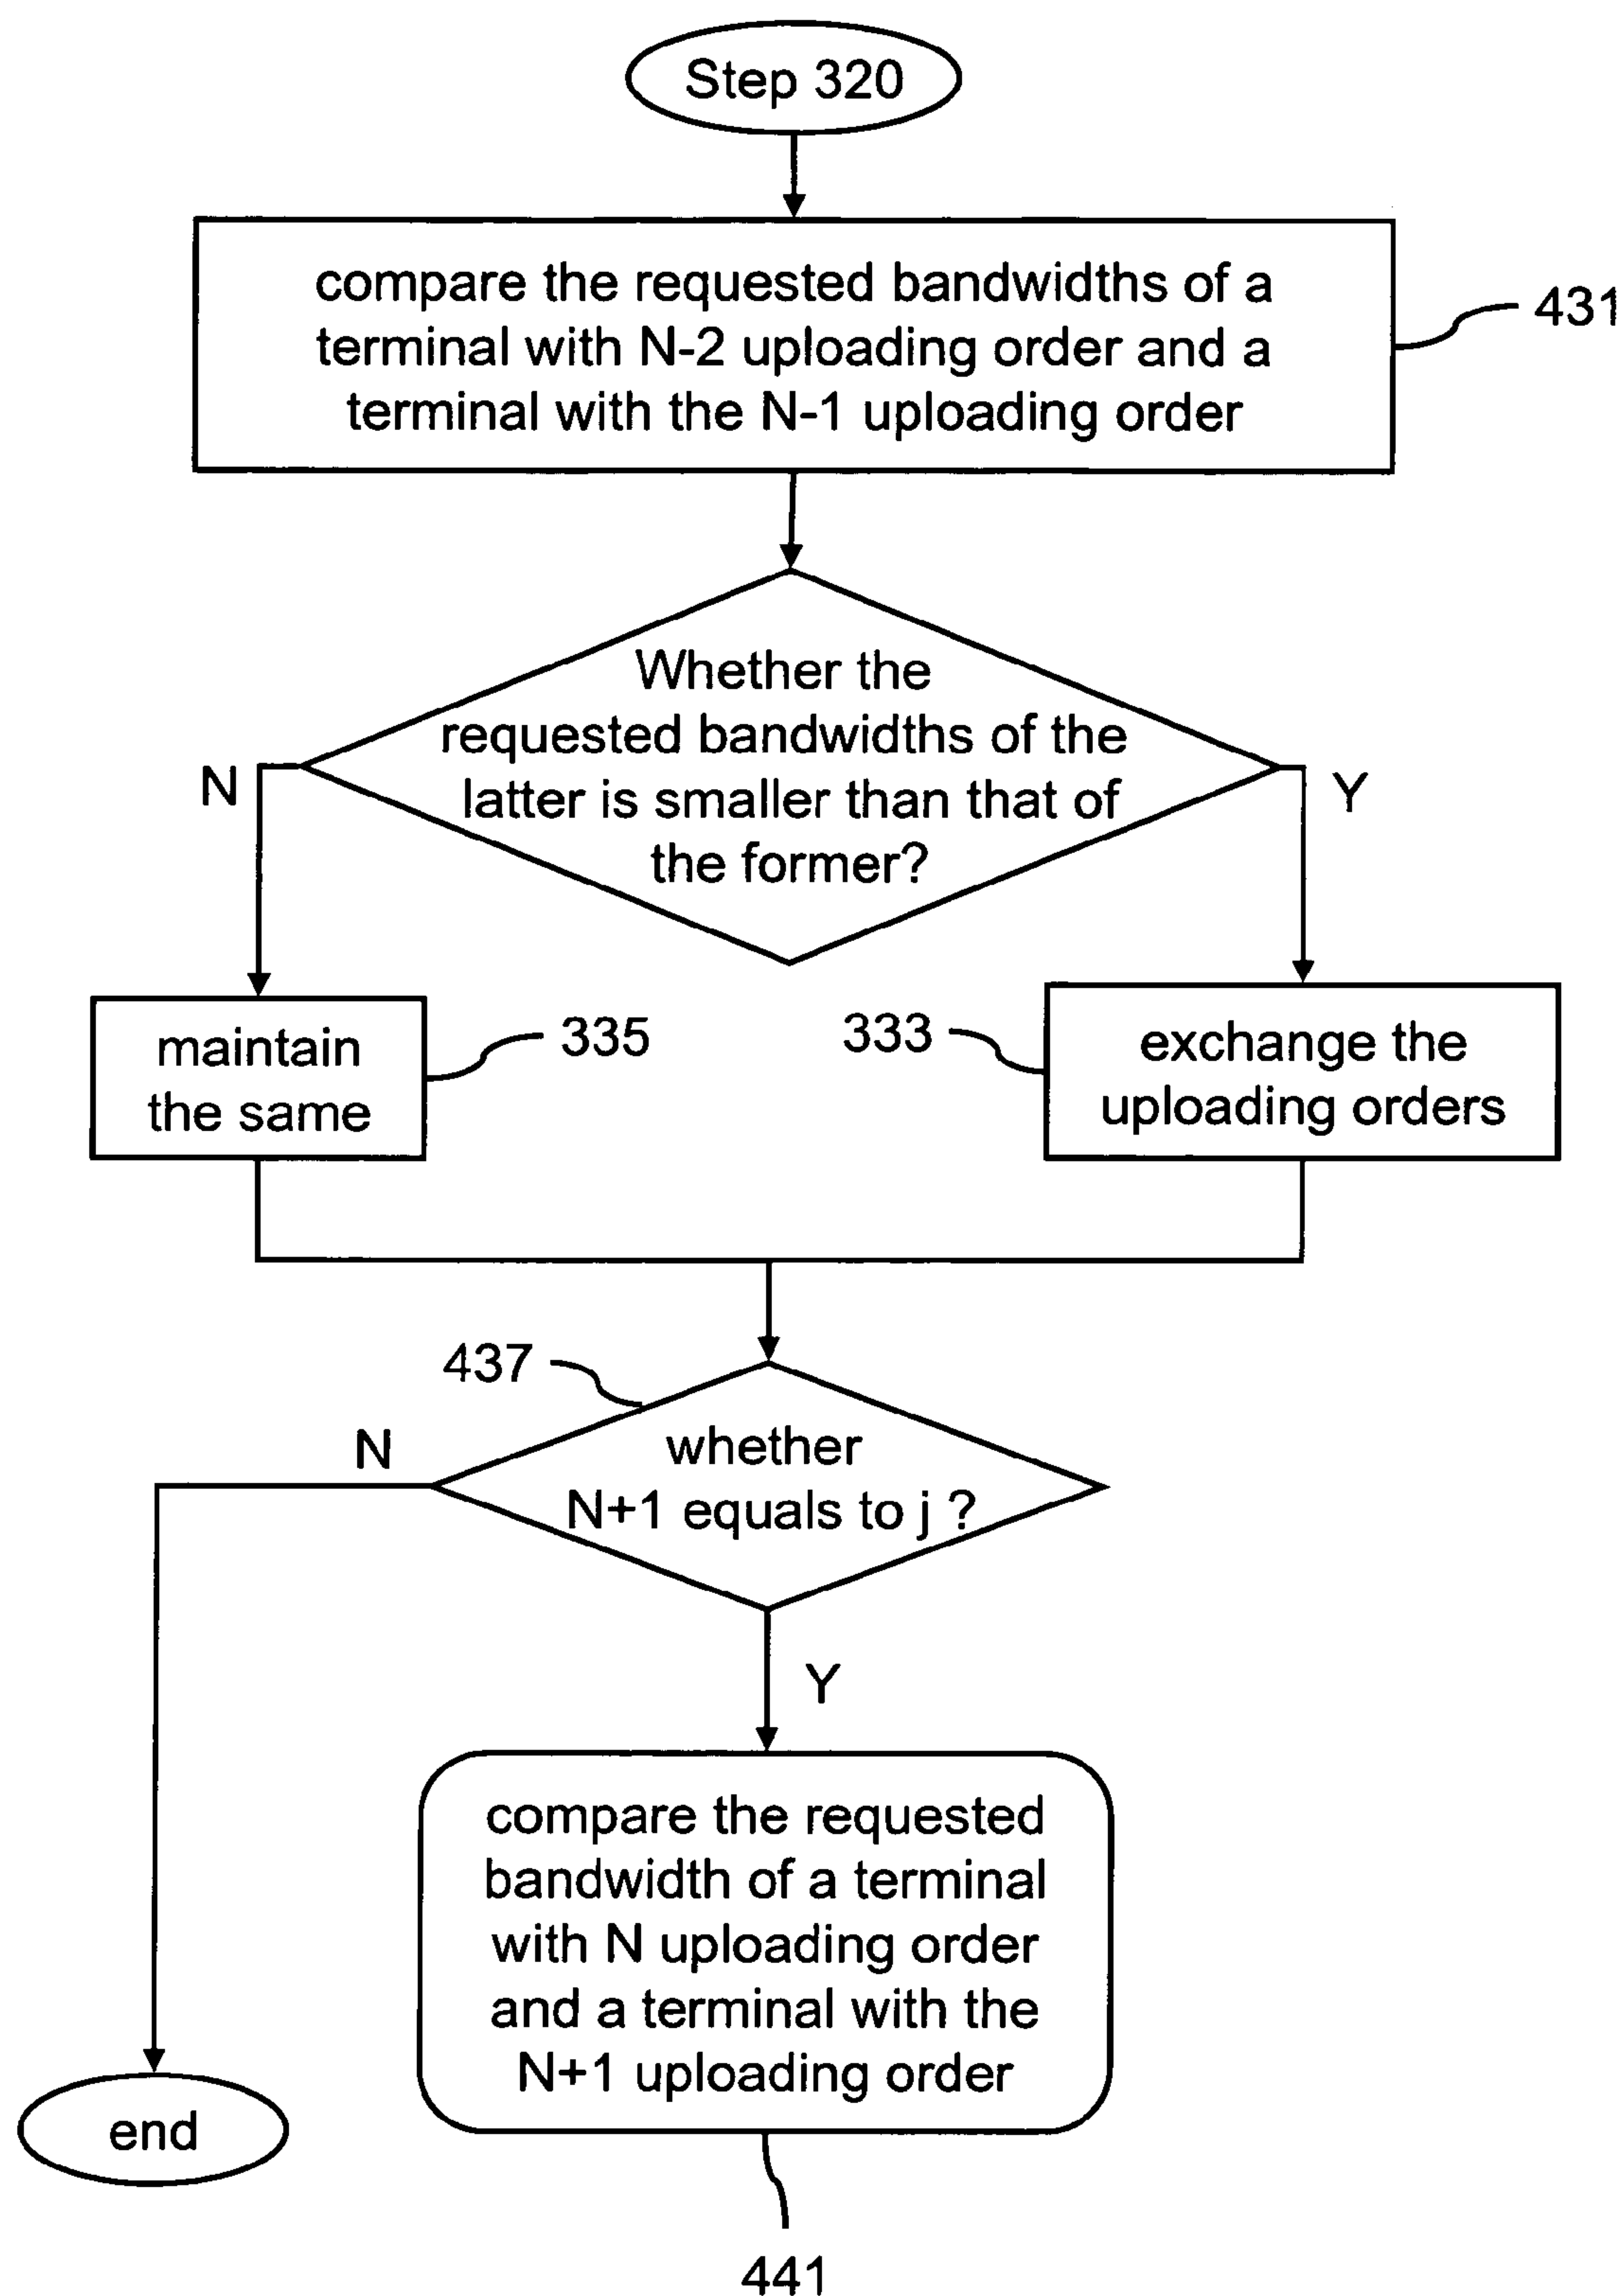 Step 320
compare the requested bandwidths of a
terminal with N-2 uploading order and a
terminal with the N-1 uploading order
431
Whether the
requested bandwidths of the
latter is smaller than that of
the former?
N
Y
maintain
the same
335
333
exchange the
uploading orders
437
N
whether
N+1 equals to j ?
Y
compare the requested
bandwidth of a terminal
with N uploading order
and a terminal with the
N+1 uploading order
end
441